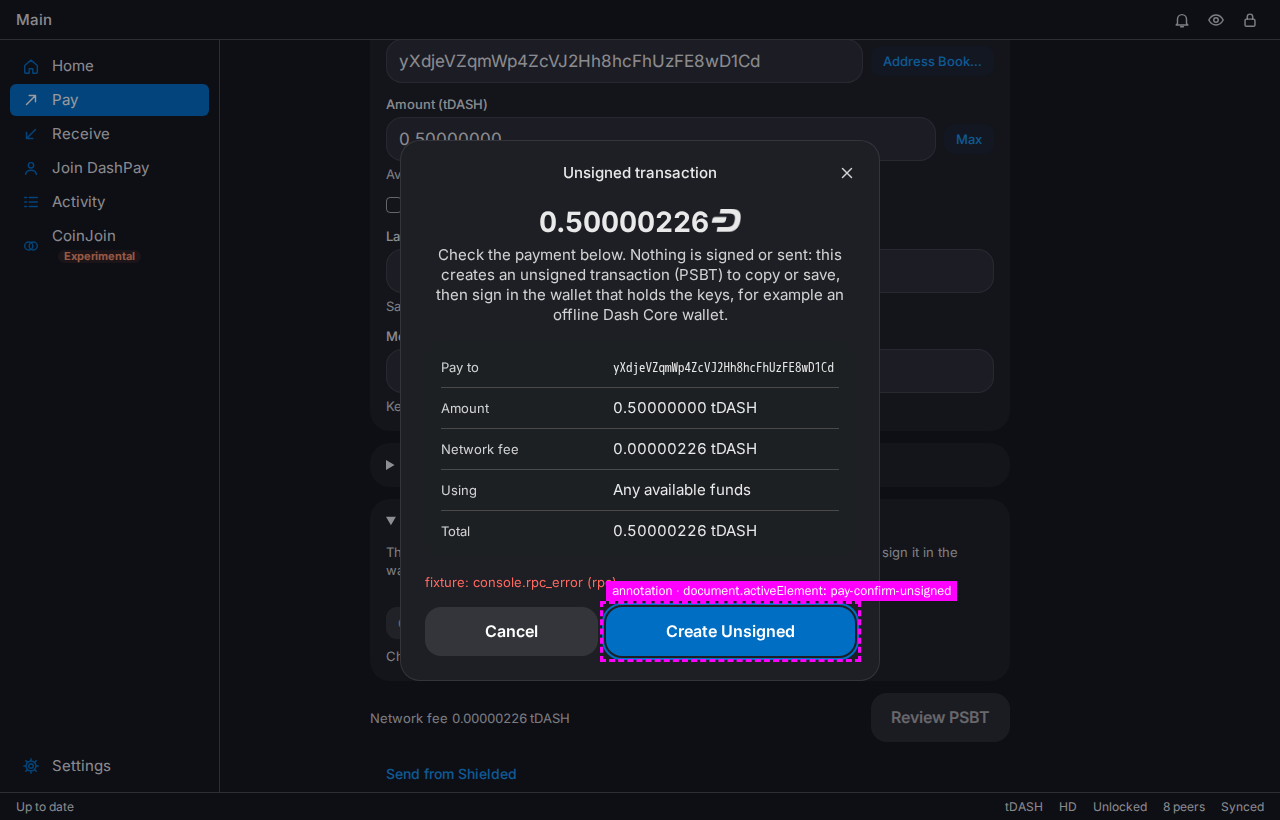 Main
Home
Pay
Receive
Join DashPay
Activity
CoinJoin
Experimental
Settings
yXdjeVZqmWp4ZcVJ2Hh8hcFhUzFE8wD1Cd
Address Book...
Amount (tDASH)
0.50000000
Max
Unsigned transaction
0.50000226
Check the payment below. Nothing is signed or sent: this
creates an unsigned transaction (PSBT) to copy or save,
then sign in the wallet that holds the keys, for example an
offline Dash Core wallet.
Pay to yXdjeVZqmWp4ZcVJ2Hh8hcFhUzFE8wD1Cd
Amount 0.50000000 tDASH
Network fee 0.00000226 tDASH
Using Any available funds
Total 0.50000226 tDASH
sign it in the
fixture: console.rpc_error (rpc)
annotation · document.activeElement: pay-confirm-unsigned
Cancel
Create Unsigned
Network fee 0.00000226 tDASH
Review PSBT
Send from Shielded
Up to date
tDASH HD Unlocked 8 peers Synced